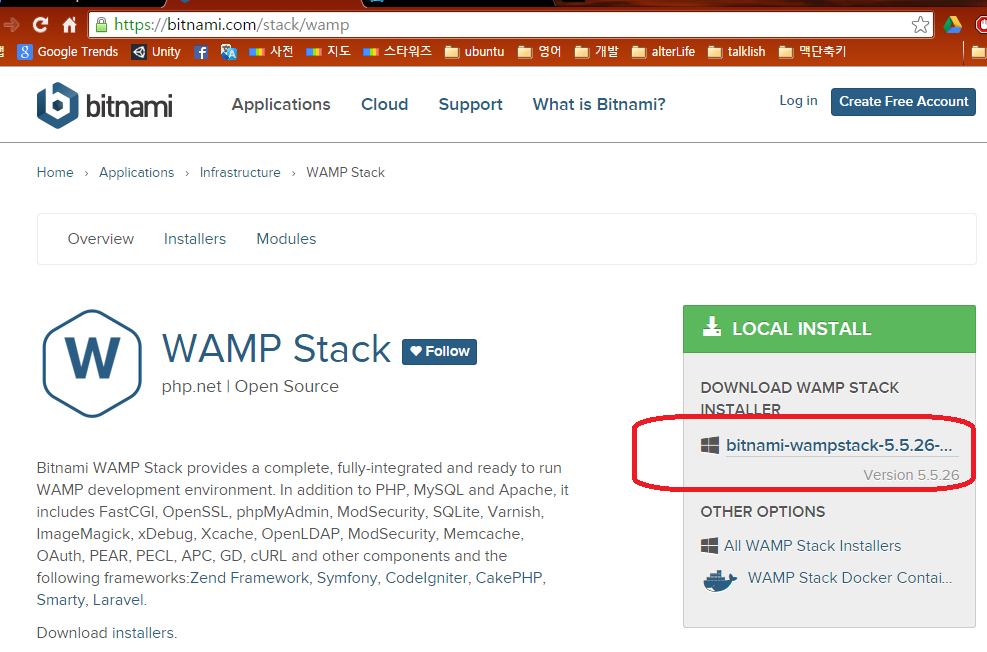 https://bitnami.com/stack/wamp
Google Trends Unity 사전 지도 스타워즈 ubuntu 영어 개발 alterLife talklish 맥단축키
bitnami Applications Cloud Support What is Bitnami? Log in Create Free Account
Home › Applications › Infrastructure › WAMP Stack
Overview Installers Modules
W
WAMP Stack Follow
php.net | Open Source
LOCAL INSTALL
DOWNLOAD WAMP STACK
INSTALLER
bitnami-wampstack-5.5.26-...
Version 5.5.26
OTHER OPTIONS
All WAMP Stack Installers
WAMP Stack Docker Contai...
Bitnami WAMP Stack provides a complete, fully-integrated and ready to run
WAMP development environment. In addition to PHP, MySQL and Apache, it
includes FastCGI, OpenSSL, phpMyAdmin, ModSecurity, SQLite, Varnish,
ImageMagick, xDebug, Xcache, OpenLDAP, ModSecurity, Memcache,
OAuth, PEAR, PECL, APC, GD, cURL and other components and the
following frameworks:Zend Framework, Symfony, CodeIgniter, CakePHP,
Smarty, Laravel.
Download installers.